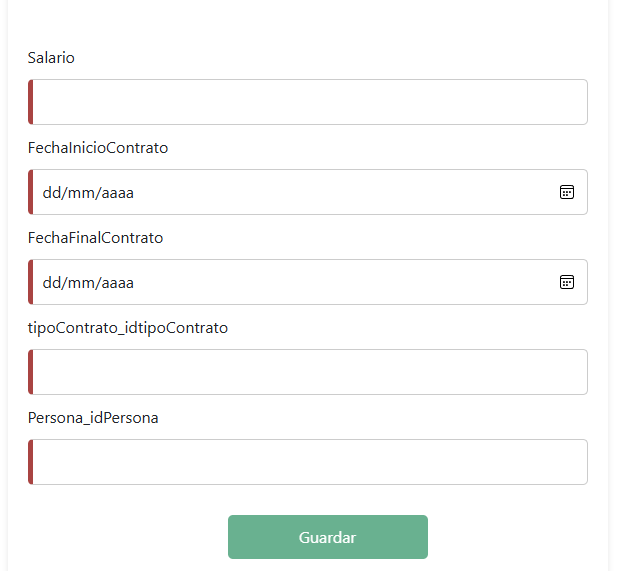 Salario
FechaInicioContrato
dd/mm/aaaa
FechaFinalContrato
dd/mm/aaaa
tipoContrato_idtipoContrato
Persona_idPersona
Guardar